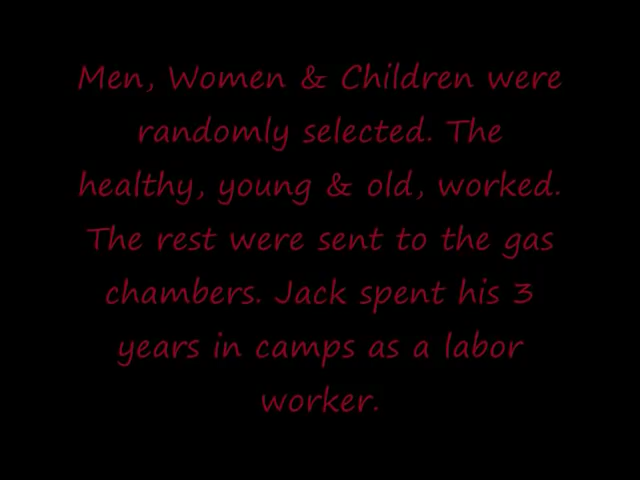 Men, Women & Children were
randomly selected. The
healthy, young & old, worked.
The rest were sent to the gas
chambers. Jack spent his 3
years in camps as a labor
worker.